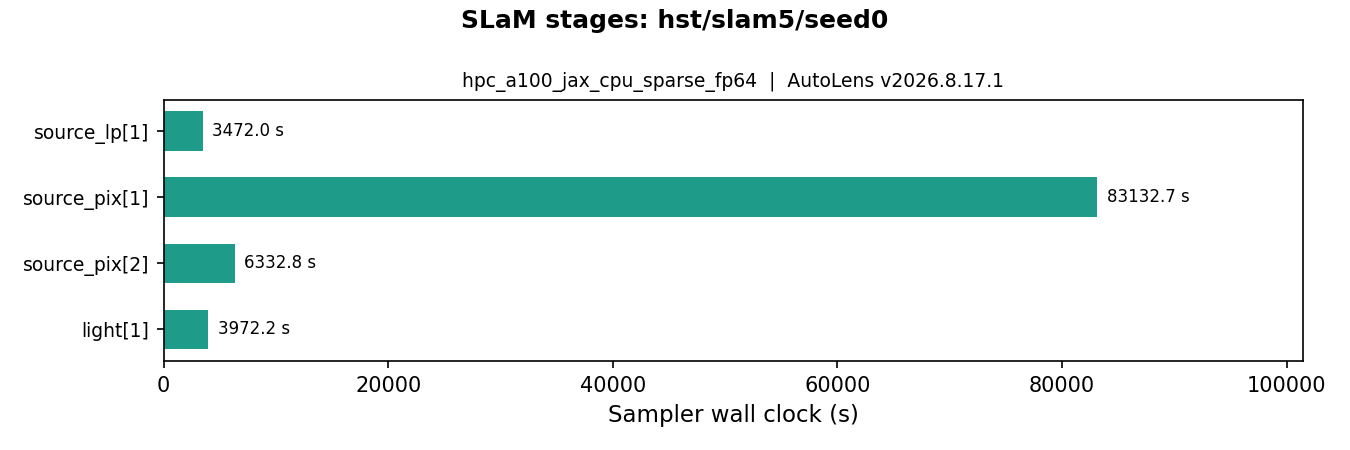 SLaM stages: hst/slam5/seed0
hpc_a100_jax_cpu_sparse_fp64 | AutoLens v2026.8.17.1
source_lp[1] 3472.0 s
source_pix[1] 83132.7 s
source_pix[2] 6332.8 s
light[1] 3972.2 s
0 20000 40000 60000 80000 100000
Sampler wall clock (s)